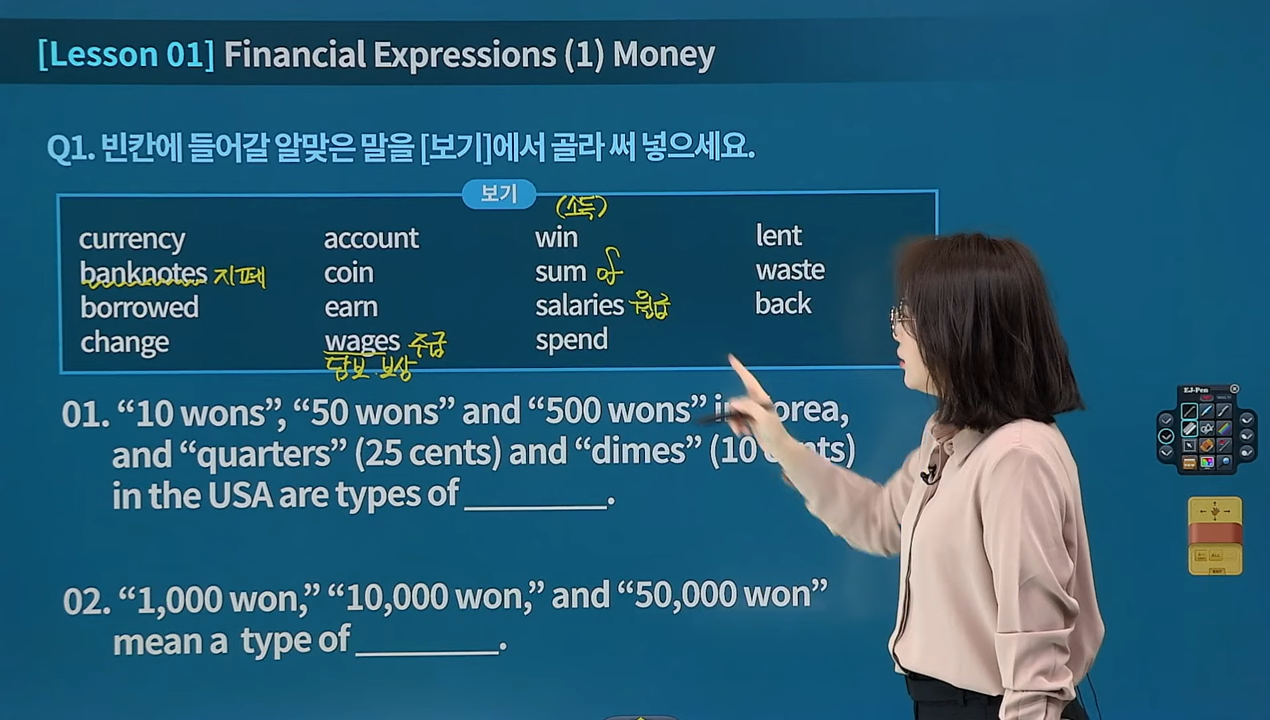 [Lesson 01] Financial Expressions (1) Money
Q1. 빈칸에 들어갈 알맞은 말을 [보기]에서 골라 써 넣으세요.
보기
(소득)
currency account win lent
banknotes 지폐 coin sum of waste
borrowed earn salaries 월급 back
change wages 주급 spend
담보 보상
01. “10 wons”, “50 wons” and “500 wons” in Korea,
and “quarters” (25 cents) and “dimes” (10 cents)
in the USA are types of ________.
02. “1,000 won,” “10,000 won,” and “50,000 won”
mean a type of ________.
EJ-Pen